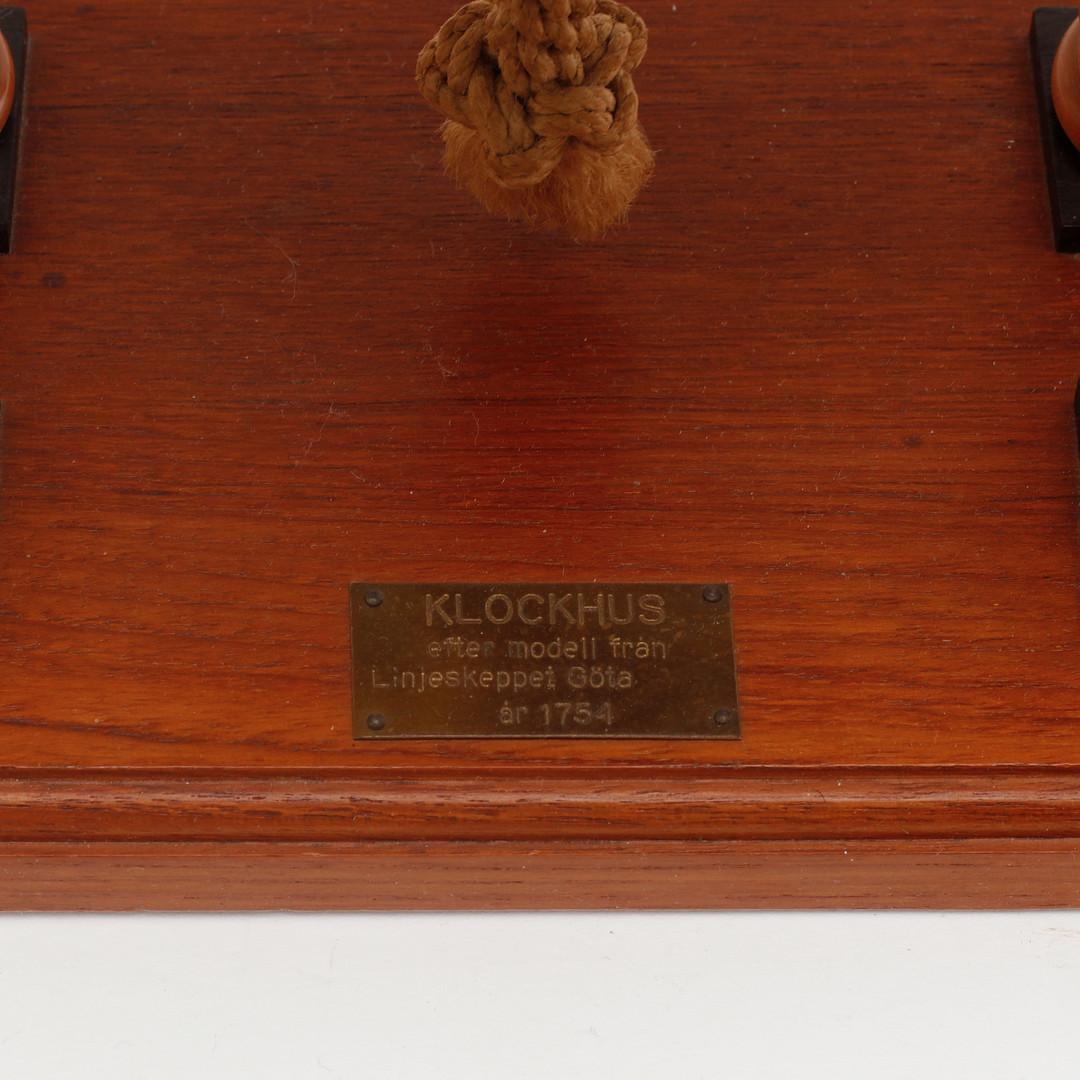 KLOCKHUS
efter modell från
Linjeskeppet Göta
år 1754